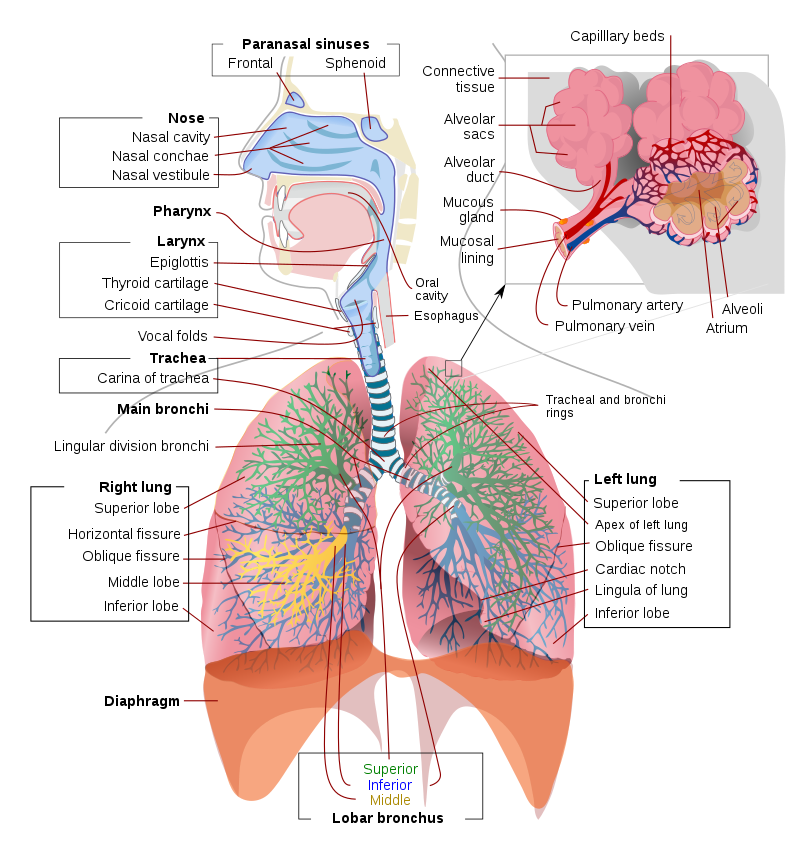 Paranasal sinuses
Frontal
Sphenoid
Nose
Nasal cavity
Nasal conchae
Nasal vestibule
Pharynx
Larynx
Epiglottis
Thyroid cartilage
Cricoid cartilage
Vocal folds
Trachea
Carina of trachea
Main bronchi
Lingular division bronchi
Right lung
Superior lobe
Horizontal fissure
Oblique fissure
Middle lobe
Inferior lobe
Diaphragm
Capilllary beds
Connective
tissue
Alveolar
sacs
Alveolar
duct
Mucous
gland
Mucosal
lining
Pulmonary artery
Pulmonary vein
Alveoli
Atrium
Oral
cavity
Esophagus
Tracheal and bronchi
rings
Left lung
Superior lobe
Apex of left lung
Oblique fissure
Cardiac notch
Lingula of lung
Inferior lobe
Superior
Inferior
Middle
Lobar bronchus